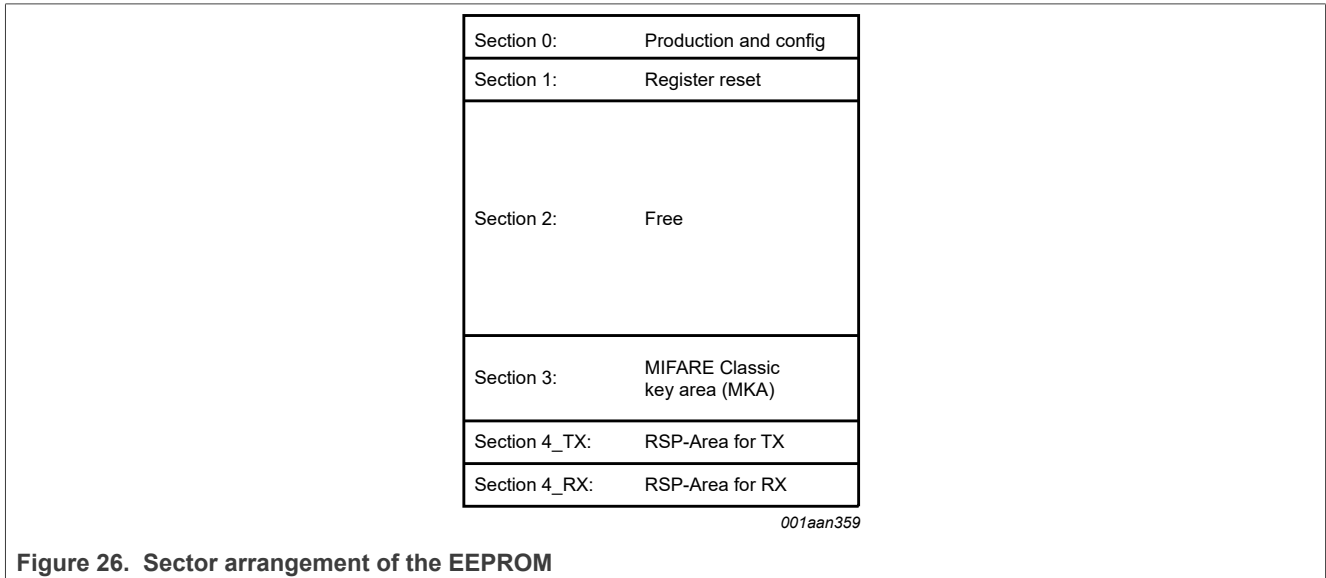 Section 0: Production and config
Section 1: Register reset
Section 2: Free
Section 3: MIFARE Classic
key area (MKA)
Section 4_TX: RSP-Area for TX
Section 4_RX: RSP-Area for RX
001aan359
Figure 26. Sector arrangement of the EEPROM